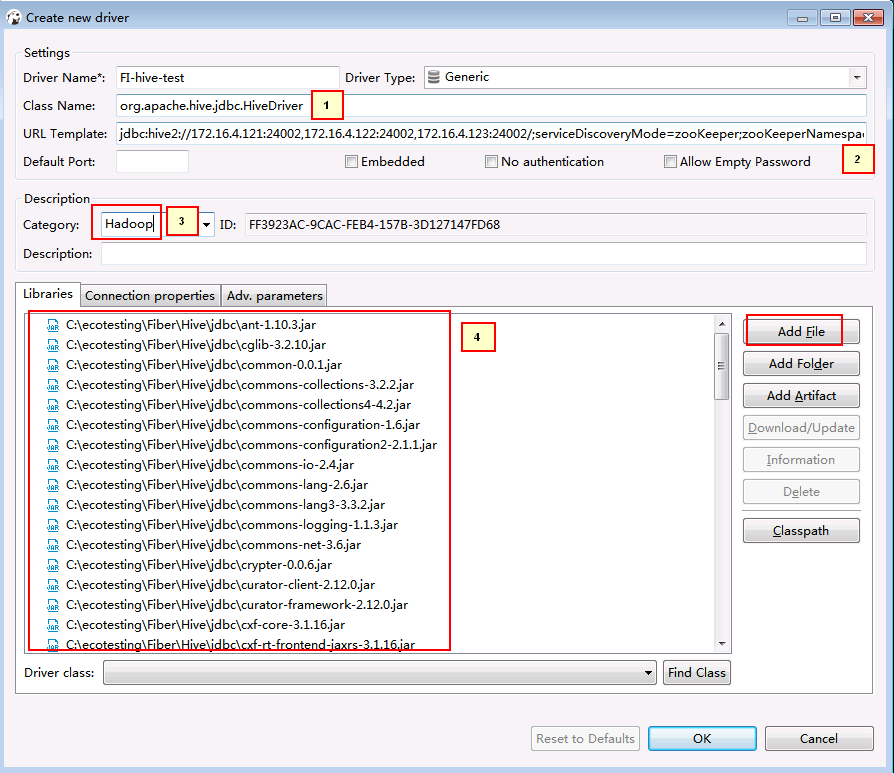 Create new driver
Settings
Driver Name*: FI-hive-test Driver Type: Generic
Class Name: org.apache.hive.jdbc.HiveDriver 1
URL Template: jdbc:hive2://172.16.4.121:24002,172.16.4.122:24002,172.16.4.123:24002/;serviceDiscoveryMode=zooKeeper;zooKeeperNamespac
Default Port: Embedded No authentication Allow Empty Password 2
Description
Category: Hadoop 3 ID: FF3923AC-9CAC-FEB4-157B-3D127147FD68
Description:
Libraries Connection properties Adv. parameters
C:\ecotesting\Fiber\Hive\jdbc\ant-1.10.3.jar
C:\ecotesting\Fiber\Hive\jdbc\cglib-3.2.10.jar
C:\ecotesting\Fiber\Hive\jdbc\common-0.0.1.jar
C:\ecotesting\Fiber\Hive\jdbc\commons-collections-3.2.2.jar
C:\ecotesting\Fiber\Hive\jdbc\commons-collections4-4.2.jar
C:\ecotesting\Fiber\Hive\jdbc\commons-configuration-1.6.jar
C:\ecotesting\Fiber\Hive\jdbc\commons-configuration2-2.1.1.jar
C:\ecotesting\Fiber\Hive\jdbc\commons-io-2.4.jar
C:\ecotesting\Fiber\Hive\jdbc\commons-lang-2.6.jar
C:\ecotesting\Fiber\Hive\jdbc\commons-lang3-3.3.2.jar
C:\ecotesting\Fiber\Hive\jdbc\commons-logging-1.1.3.jar
C:\ecotesting\Fiber\Hive\jdbc\commons-net-3.6.jar
C:\ecotesting\Fiber\Hive\jdbc\crypter-0.0.6.jar
C:\ecotesting\Fiber\Hive\jdbc\curator-client-2.12.0.jar
C:\ecotesting\Fiber\Hive\jdbc\curator-framework-2.12.0.jar
C:\ecotesting\Fiber\Hive\jdbc\cxf-core-3.1.16.jar
C:\ecotesting\Fiber\Hive\jdbc\cxf-rt-frontend-jaxrs-3.1.16.jar
4
Add File
Add Folder
Add Artifact
Download/Update
Information
Delete
Classpath
Driver class: Find Class
Reset to Defaults OK Cancel